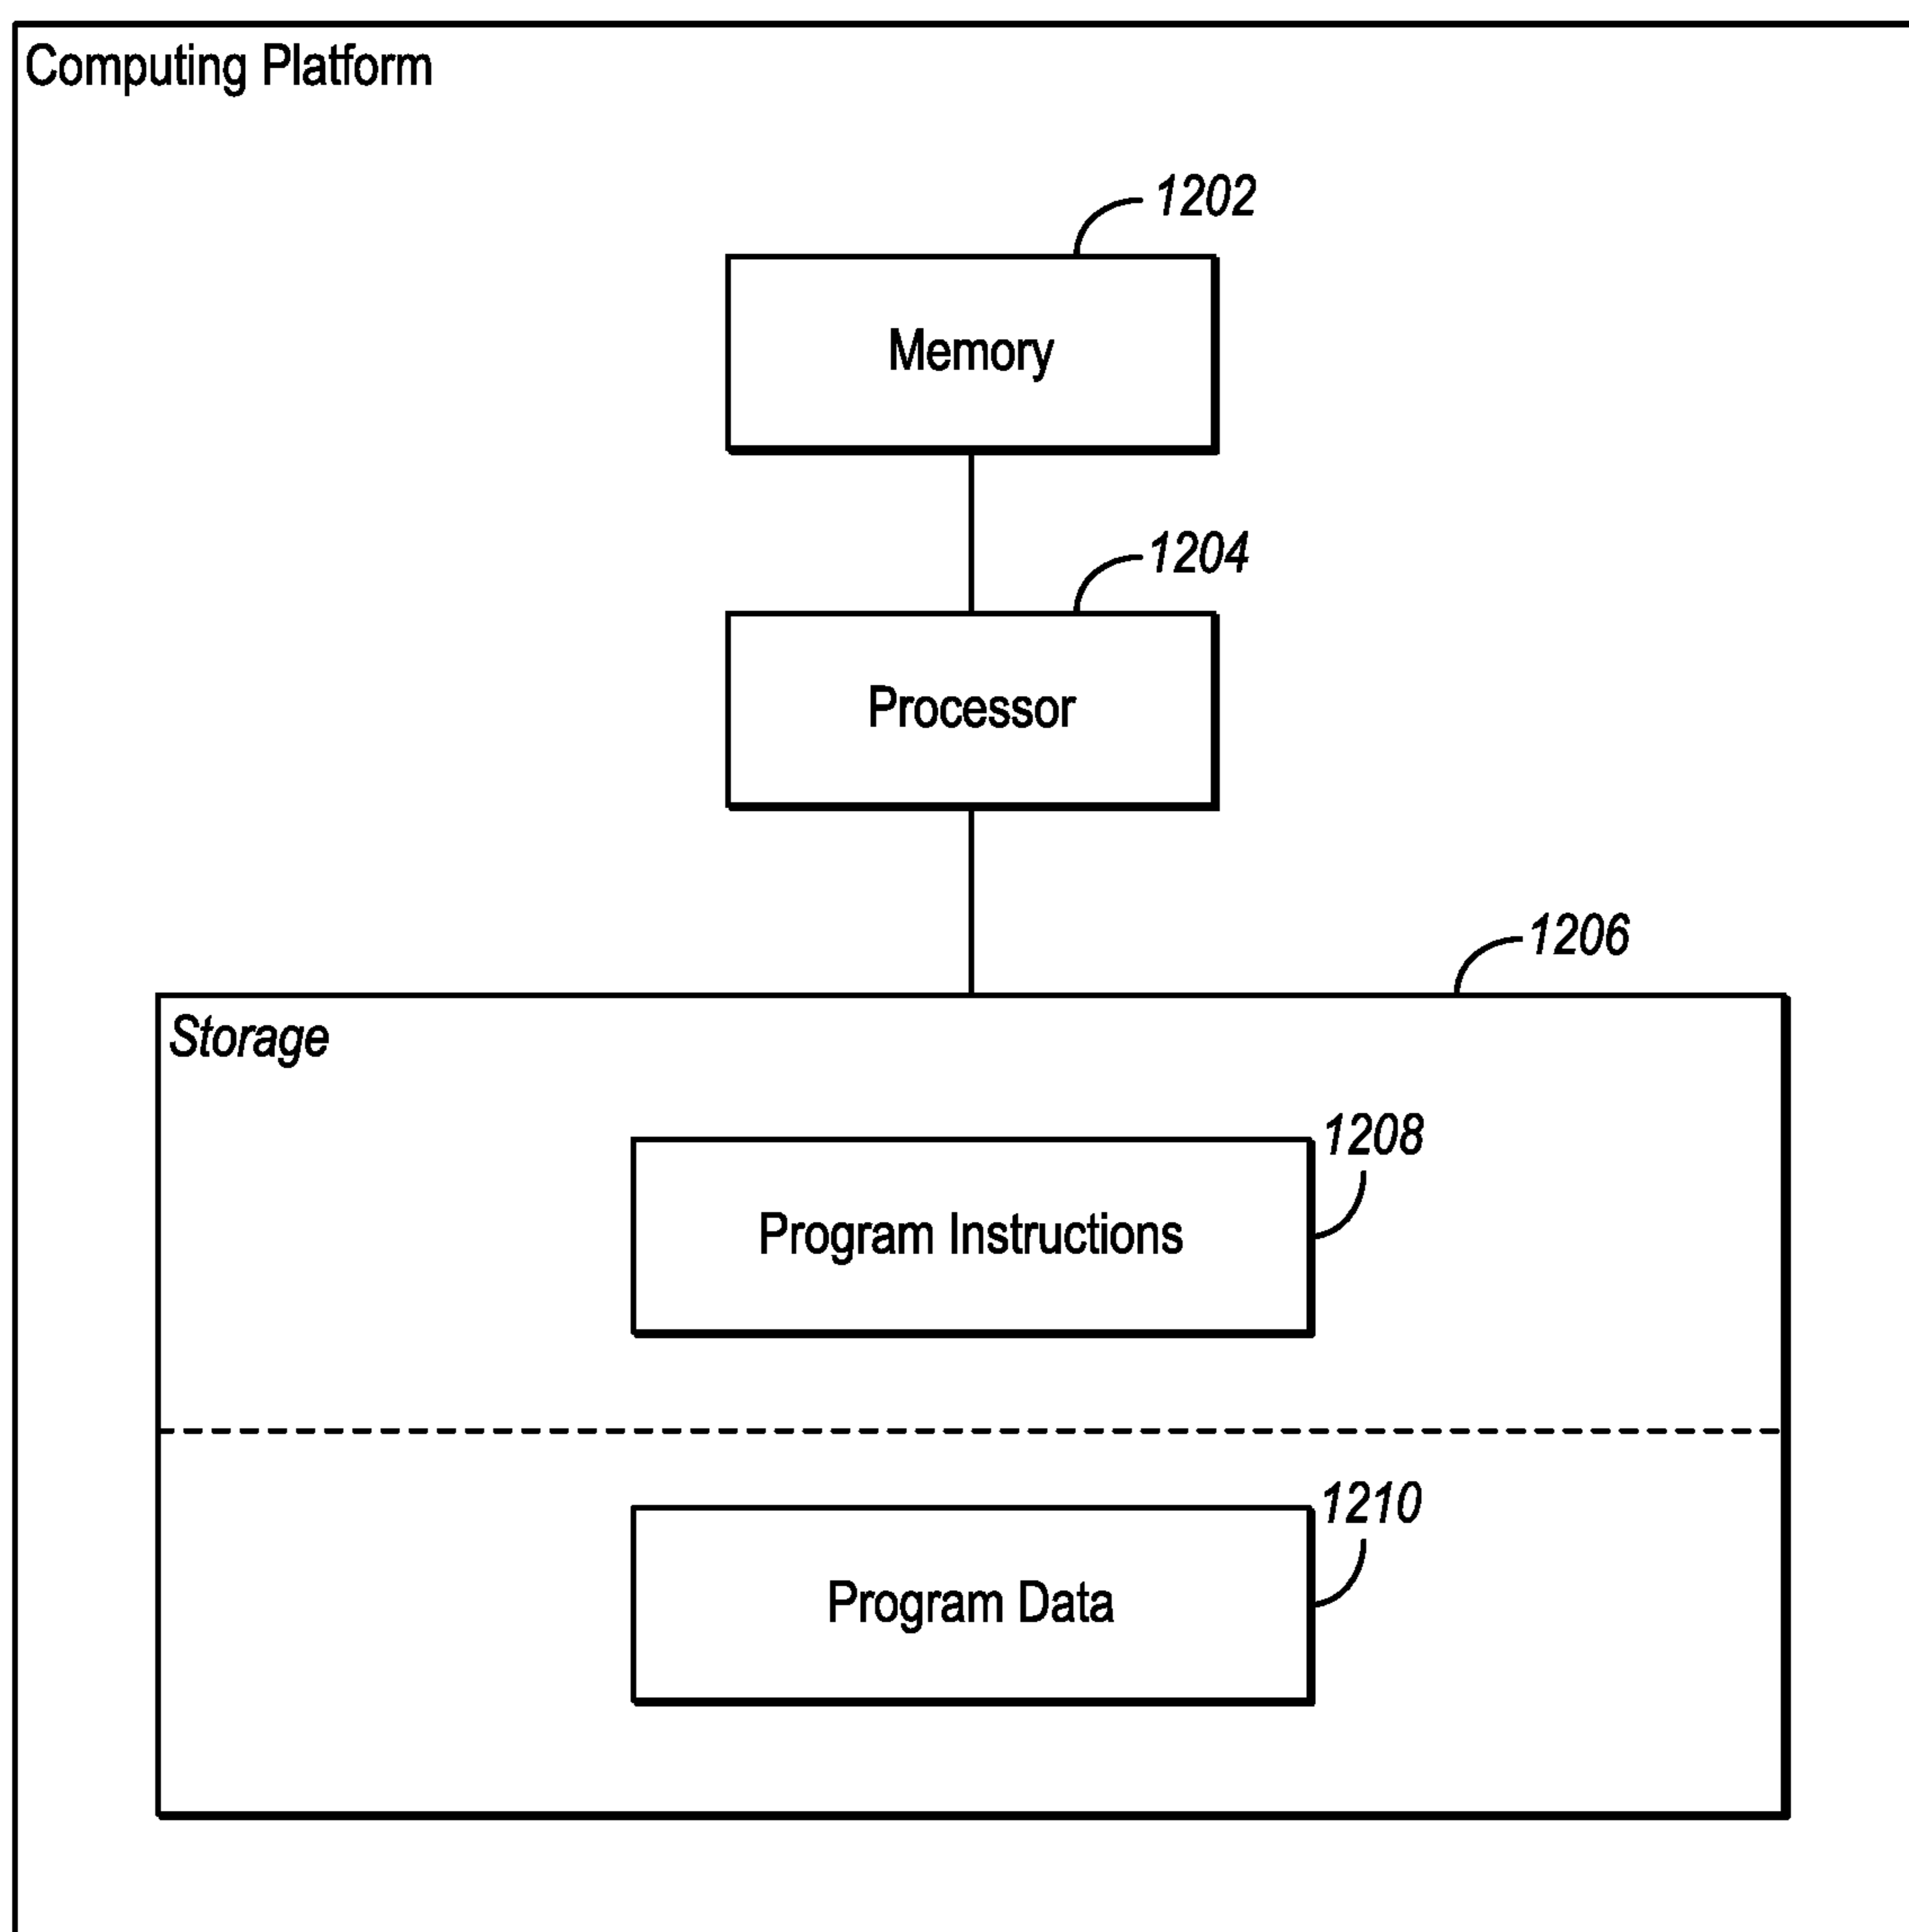 Computing Platform
1202
Memory
1204
Processor
1206
Storage
1208
Program Instructions
1210
Program Data